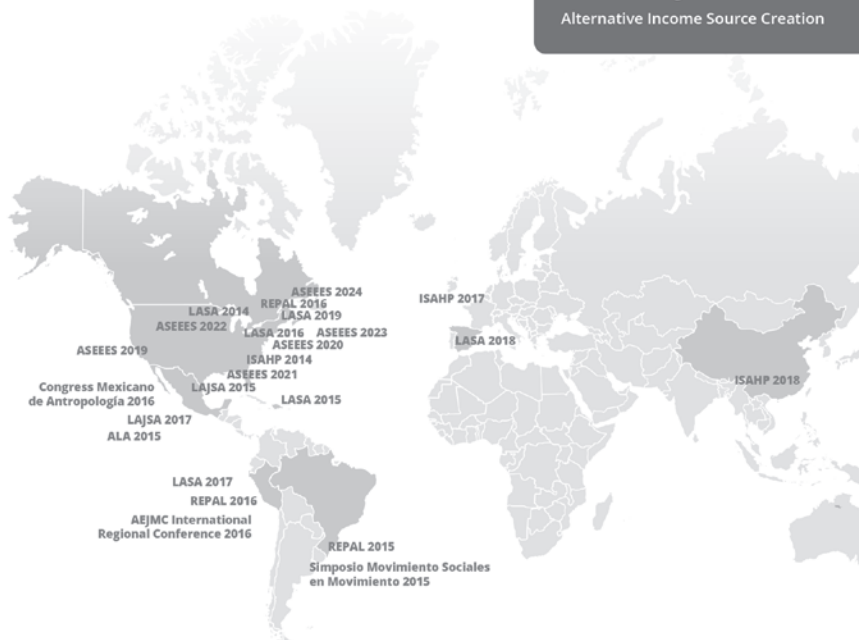 Alternative Income Source Creation
ASEEES 2024
ISAHP 2017
REPAL 2016
LASA 2014
LASA 2019
ASEEES 2022
LASA 2016
ASEEES 2023
LASA 2018
ASEEES 2020
ASEEES 2019
ISAHP 2014
ASEEES 2021
ISAHP 2018
LAJSA 2015
Congress Mexicano
de Antropología 2016
LASA 2015
LAJSA 2017
ALA 2015
LASA 2017
REPAL 2016
AEJMC International
Regional Conference 2016
REPAL 2015
Simposio Movimiento Sociales
en Movimiento 2015